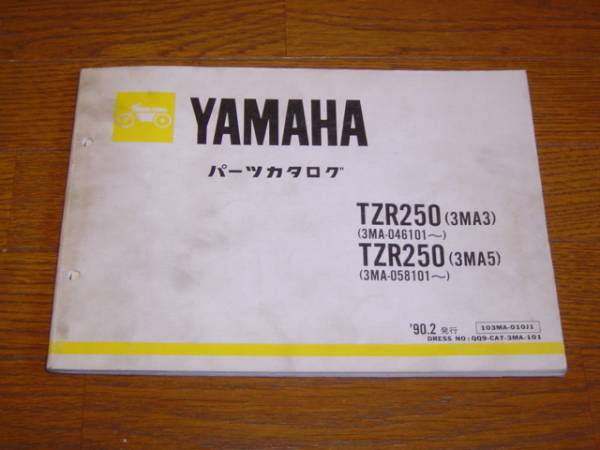 YAMAHA
パーツカタログ
TZR250 (3MA3)
(3MA-046101～)
TZR250 (3MA5)
(3MA-058101～)
'90.2 発行 103MA-010J1
DRESS NO : QQ9-CAT-3MA-101